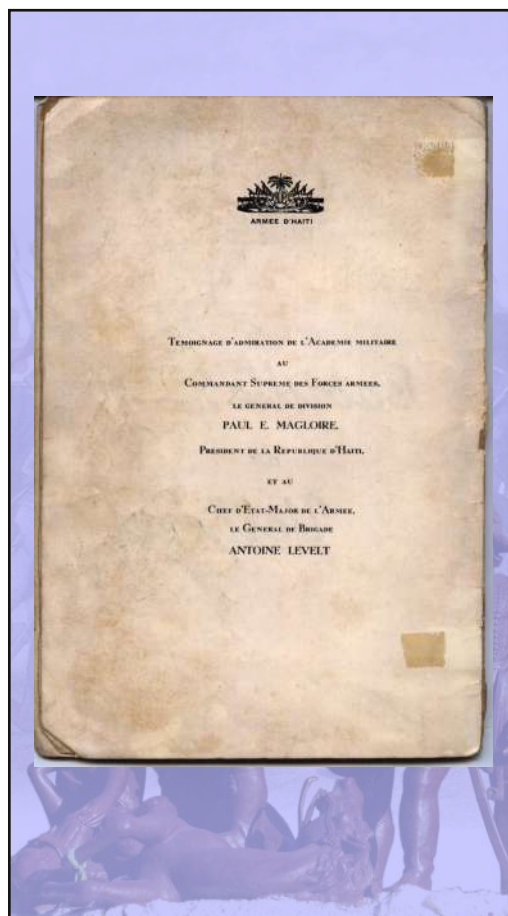 ARMEE D'HAITI
TEMOIGNAGE D'ADMIRATION DE L'ACADEMIE MILITAIRE
AU
COMMANDANT SUPREME DES FORCES ARMEES,
LE GENERAL DE DIVISION
PAUL E. MAGLOIRE,
PRESIDENT DE LA REPUBLIQUE D'HAITI,
ET AU
CHEF D'ETAT-MAJOR DE L'ARMEE,
LE GENERAL DE BRIGADE
ANTOINE LEVELT